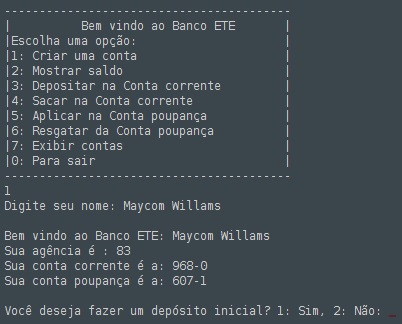 -----------------------------------------
|          Bem vindo ao Banco ETE       |
|Escolha uma opção:                     |
|1: Criar uma conta                     |
|2: Mostrar saldo                       |
|3: Depositar na Conta corrente         |
|4: Sacar na Conta corrente             |
|5: Aplicar na Conta poupança           |
|6: Resgatar da Conta poupança          |
|7: Exibir contas                       |
|0: Para sair                           |
-----------------------------------------
1
Digite seu nome: Maycom Willams

Bem vindo ao Banco ETE: Maycom Willams
Sua agência é : 83
Sua conta corrente é a: 968-0
Sua conta poupança é a: 607-1

Você deseja fazer um depósito inicial? 1: Sim, 2: Não: _